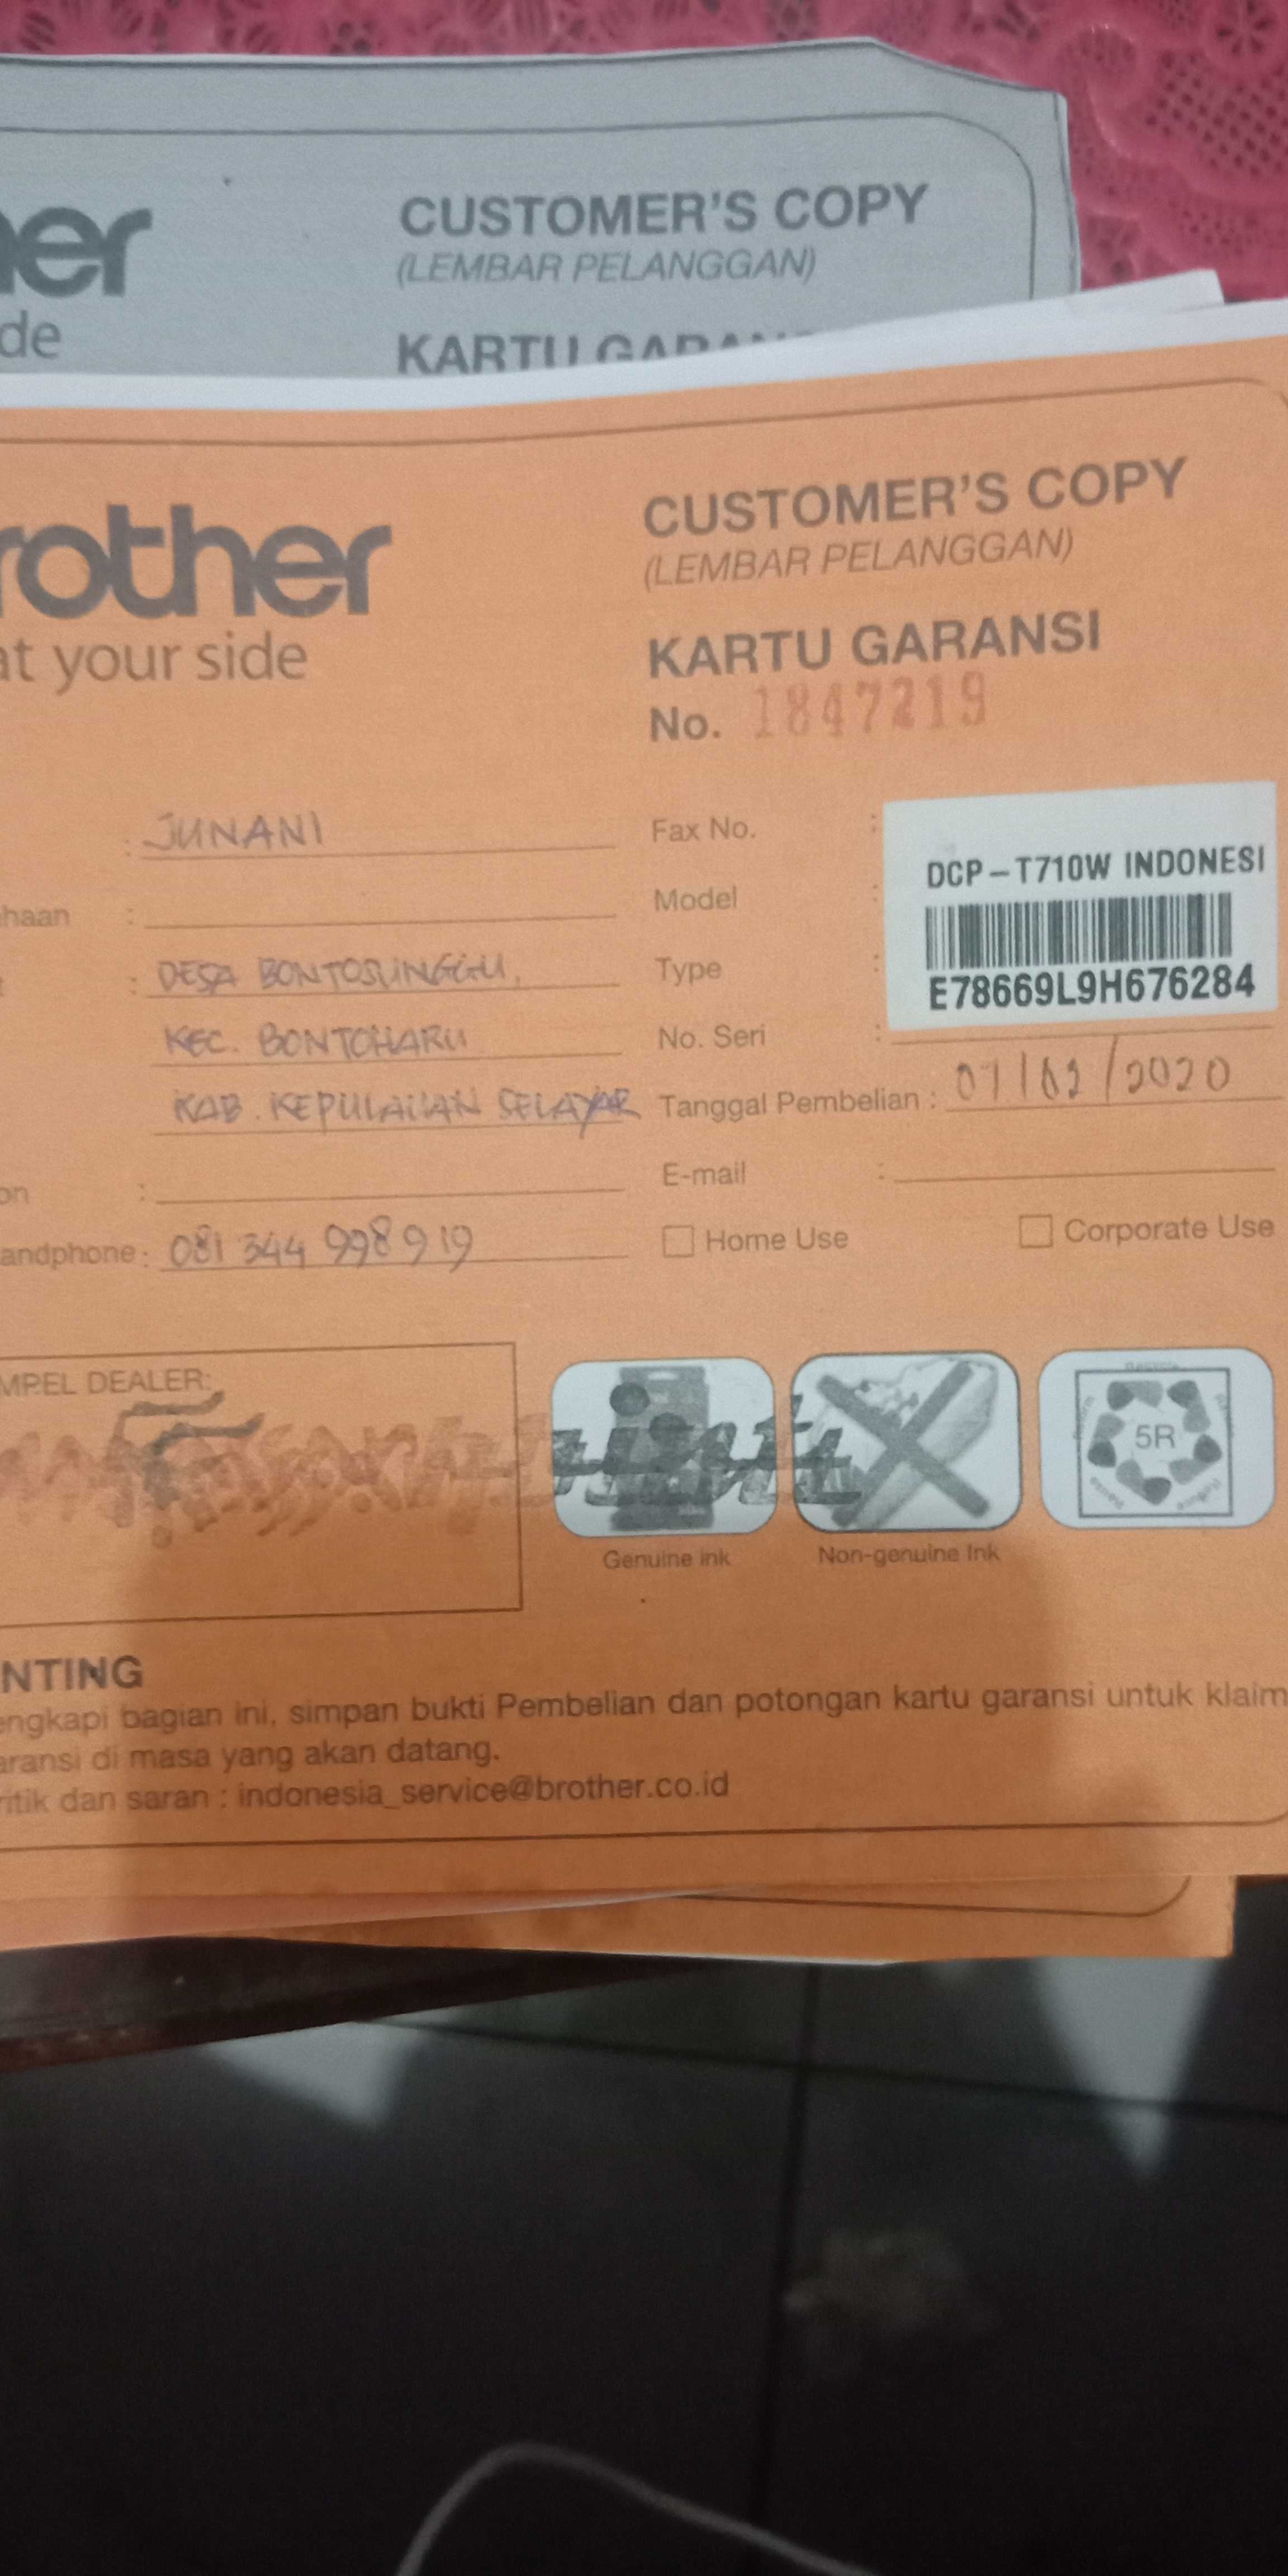 her
de
CUSTOMER'S COPY
(LEMBAR PELANGGAN)
KARTU GARANSI
rother
at your side
CUSTOMER'S COPY
(LEMBAR PELANGGAN)
KARTU GARANSI
No. 1847219
: JUNANI
Fax No. :
DCP-T710W INDONESI
E78669L9H676284
haan :
Model :
: DESA BONTOSUNGGU,
Type :
KEC. BONTOHARU
No. Seri :
KAB. KEPULAUAN SELAYAR
Tanggal Pembelian : 07/02/2020
on :
E-mail :
andphone : 081 344 998 919
Home Use
Corporate Use
MPEL DEALER:
5R
Genuine Ink
Non-genuine Ink
NTING
engkapi bagian ini, simpan bukti Pembelian dan potongan kartu garansi untuk klaim
aransi di masa yang akan datang.
ritik dan saran : indonesia_service@brother.co.id